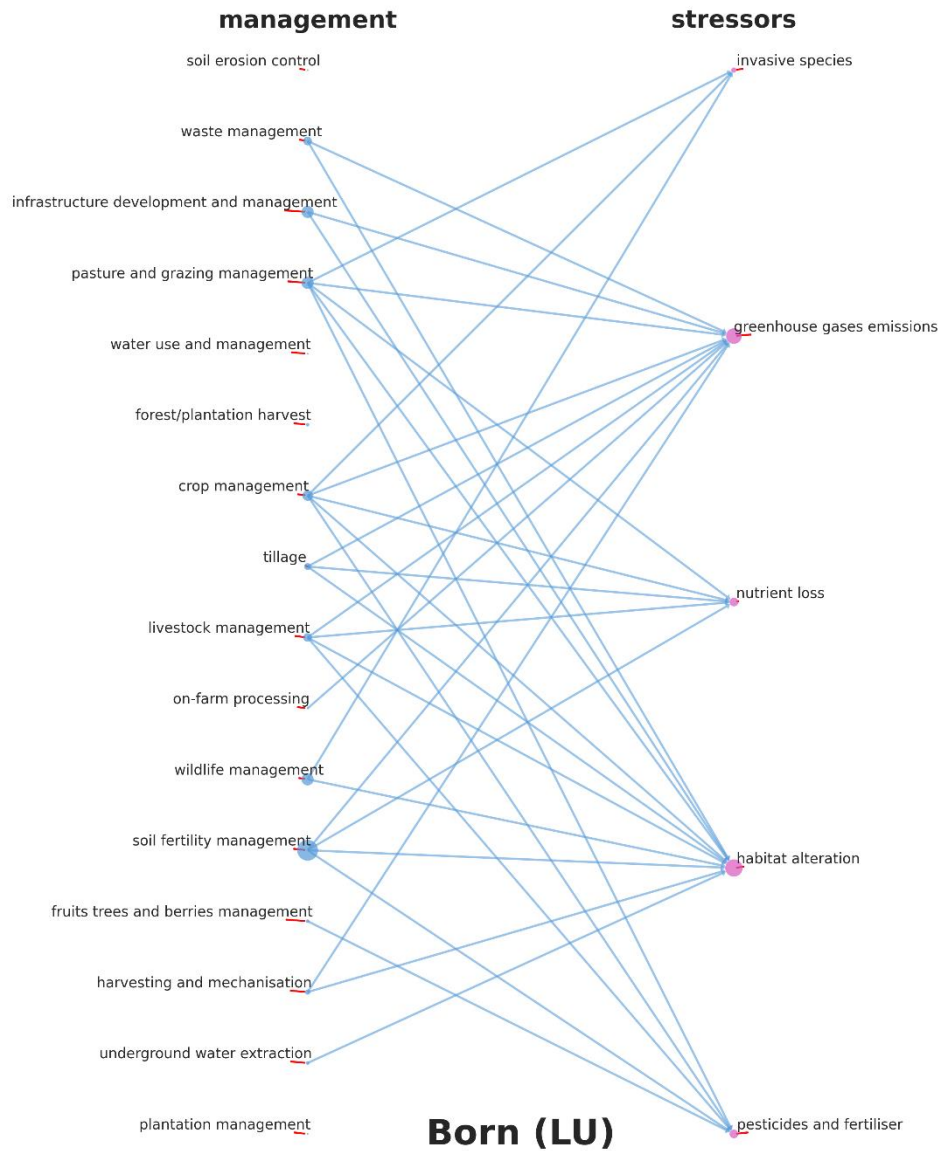 management
stressors
soil erosion control
invasive species
waste management
infrastructure development and management
pasture and grazing management
greenhouse gases emissions
water use and management
forest/plantation harvest
crop management
tillage
nutrient loss
livestock management
on-farm processing
wildlife management
soil fertility management
habitat alteration
fruits trees and berries management
harvesting and mechanisation
underground water extraction
plantation management
Born (LU)
pesticides and fertiliser